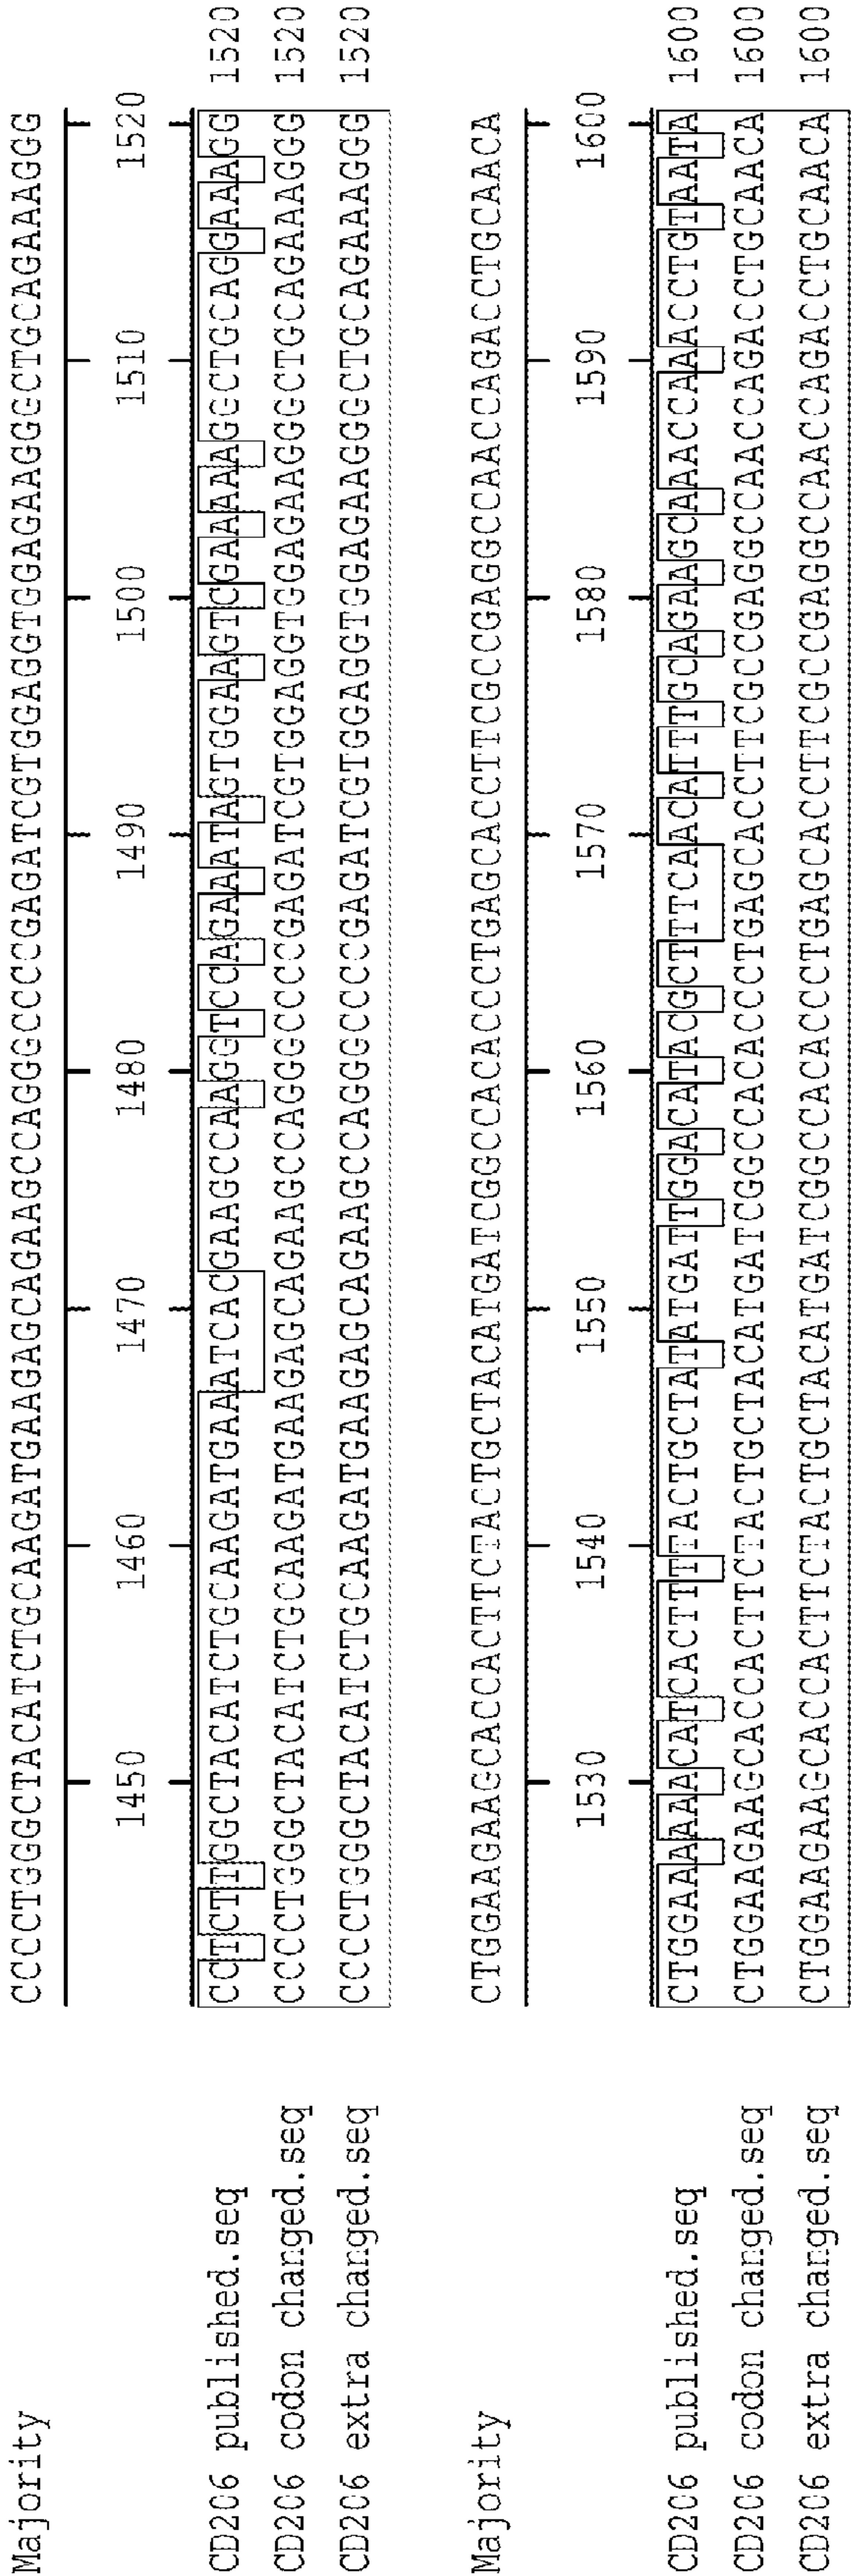 Majority CCCCTGGGCTACATCTGCAAGATGAAGAGCAGAAGCCAGGGCCCCGAGATCGTGGAGGTGGAGAAGGGCTGCAGAAAGGG
1450 1460 1470 1480 1490 1500 1510 1520
CD206 published.seq CCTCTTGGCTACATCTGCAAGATGAAATCACGAAGCCAAGGTCCAGAAATAGTGGAAGTCGAAAAAGGCTGCAGGAAAGG 1520
CD206 codon changed.seq CCCCTGGGCTACATCTGCAAGATGAAGAGCAGAAGCCAGGGCCCCGAGATCGTGGAGGTGGAGAAGGGCTGCAGAAAGGG 1520
CD206 extra changed.seq CCCCTGGGCTACATCTGCAAGATGAAGAGCAGAAGCCAGGGCCCCGAGATCGTGGAGGTGGAGAAGGGCTGCAGAAAGGG 1520
Majority CTGGAAGAAGCACCACTTCTACTGCTACATGATCGGCCACACCCTGAGCACCTTCGCCGAGGCCAACCAGACCTGCAACA
1530 1540 1550 1560 1570 1580 1590 1600
CD206 published.seq CTGGAAAAAACATCACTTTTACTGCTATATGATTGGACATACGCTTTCAACATTTGCAGAAGCAAACCAAACCTGTAATA 1600
CD206 codon changed.seq CTGGAAGAAGCACCACTTCTACTGCTACATGATCGGCCACACCCTGAGCACCTTCGCCGAGGCCAACCAGACCTGCAACA 1600
CD206 extra changed.seq CTGGAAGAAGCACCACTTCTACTGCTACATGATCGGCCACACCCTGAGCACCTTCGCCGAGGCCAACCAGACCTGCAACA 1600